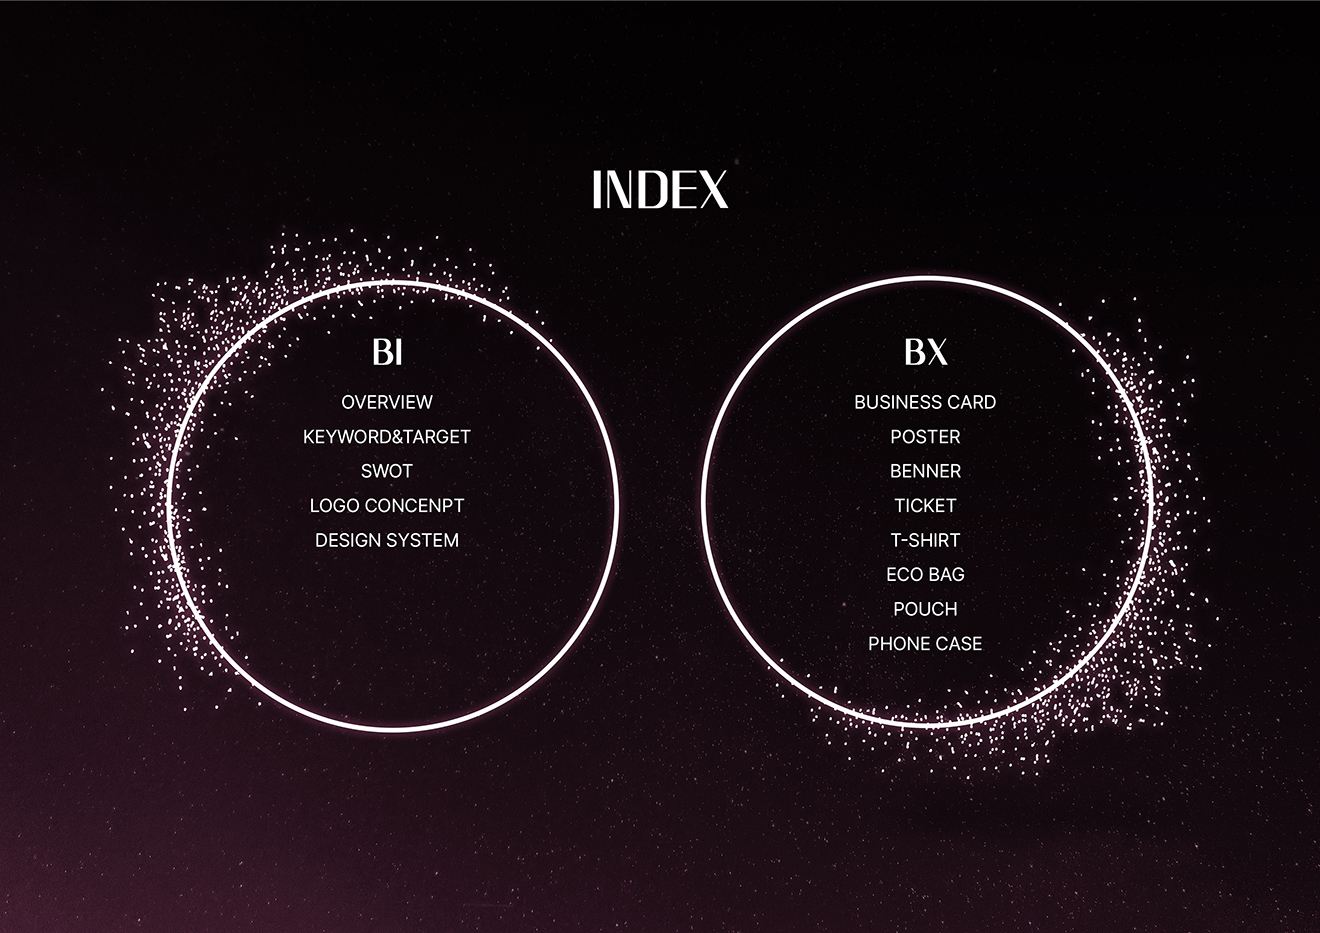 INDEX
BI
OVERVIEW
KEYWORD&TARGET
SWOT
LOGO CONCENPT
DESIGN SYSTEM
BX
BUSINESS CARD
POSTER
BENNER
TICKET
T-SHIRT
ECO BAG
POUCH
PHONE CASE